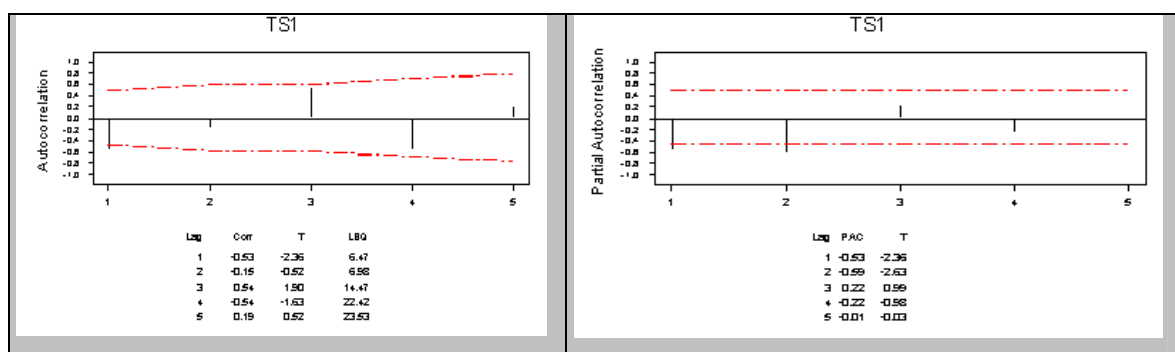 TS1
Autocorrelation
1.0
0.8
0.6
0.4
0.2
0.0
-0.2
-0.4
-0.6
-0.8
-1.0
1 2 3 4 5
Lag Corr T LBQ
1 -0.53 -2.36 6.47
2 -0.15 -0.52 6.98
3 0.54 1.90 14.47
4 -0.54 -1.63 22.42
5 0.19 0.52 23.53
TS1
Partial Autocorrelation
1.0
0.8
0.6
0.4
0.2
0.0
-0.2
-0.4
-0.6
-0.8
-1.0
1 2 3 4 5
Lag PAC T
1 -0.53 -2.36
2 -0.59 -2.63
3 0.22 0.99
4 -0.22 -0.98
5 -0.01 -0.03